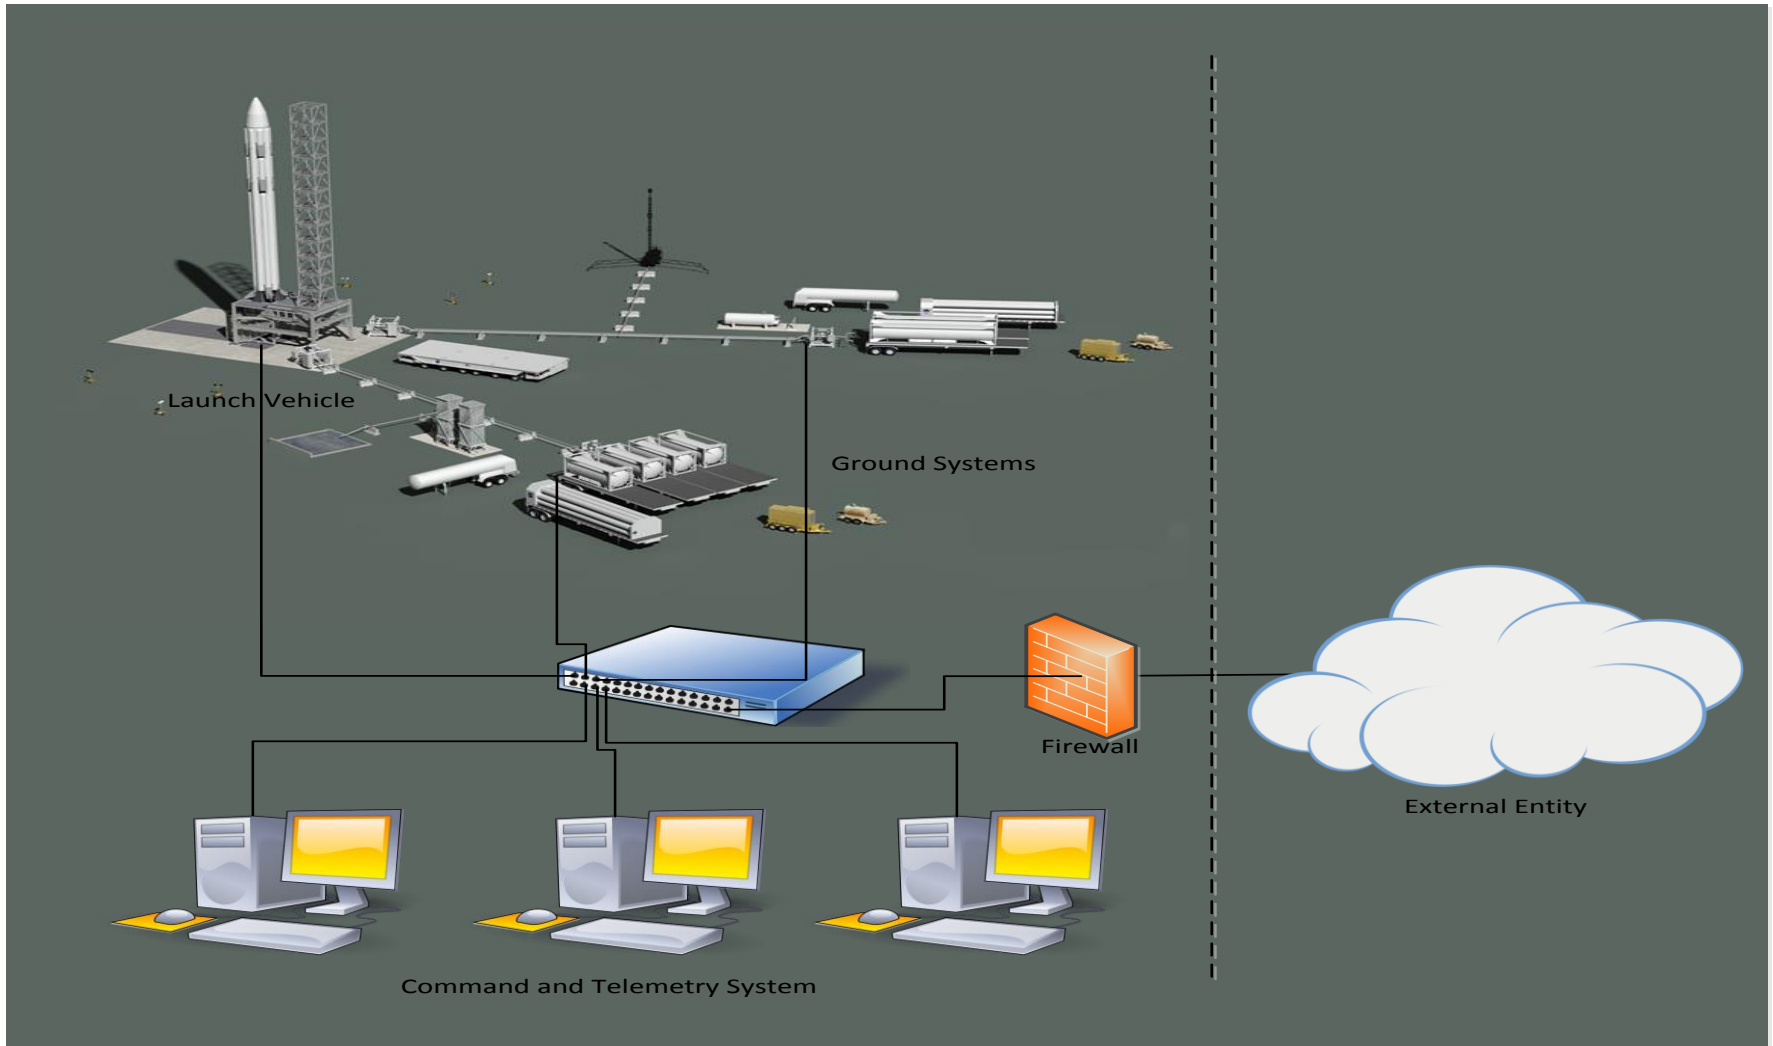 Launch Vehicle
Ground Systems
Firewall
External Entity
Command and Telemetry System